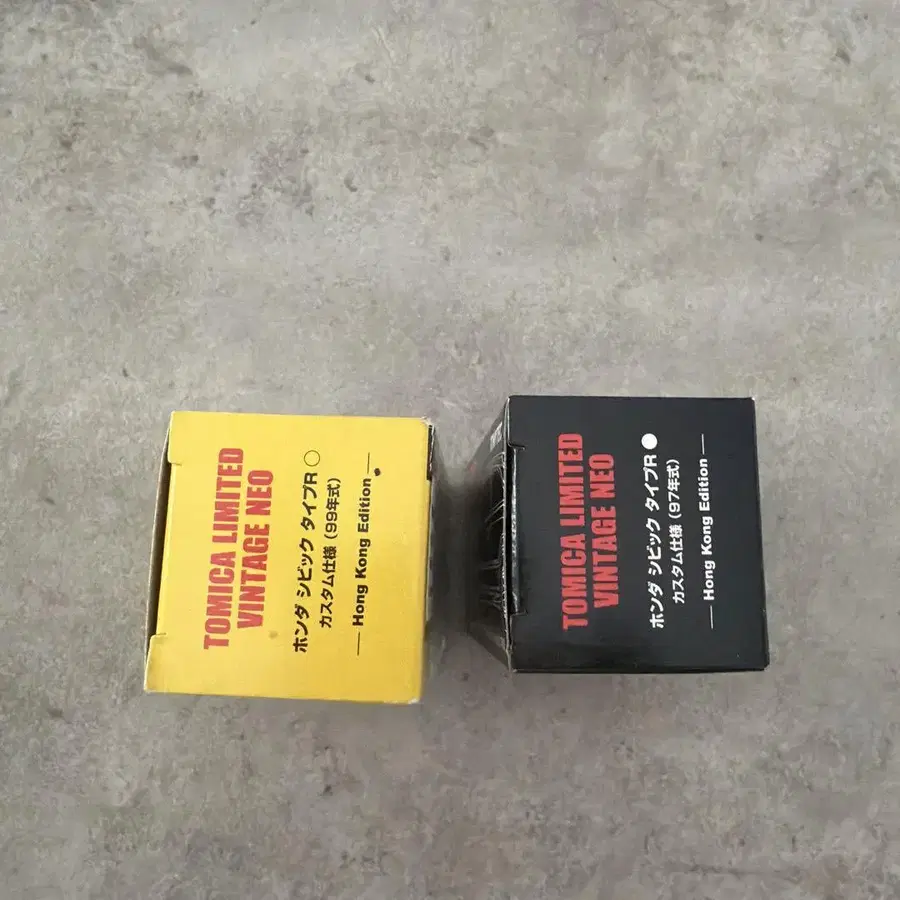 TOMICA LIMITED
VINTAGE NEO
ホンダ シビック タイプR ○
カスタム仕様 (99年式)
Hong Kong Edition
TOMICA LIMITED
VINTAGE NEO
ホンダ シビック タイプR ●
カスタム仕様 (97年式)
Hong Kong Edition